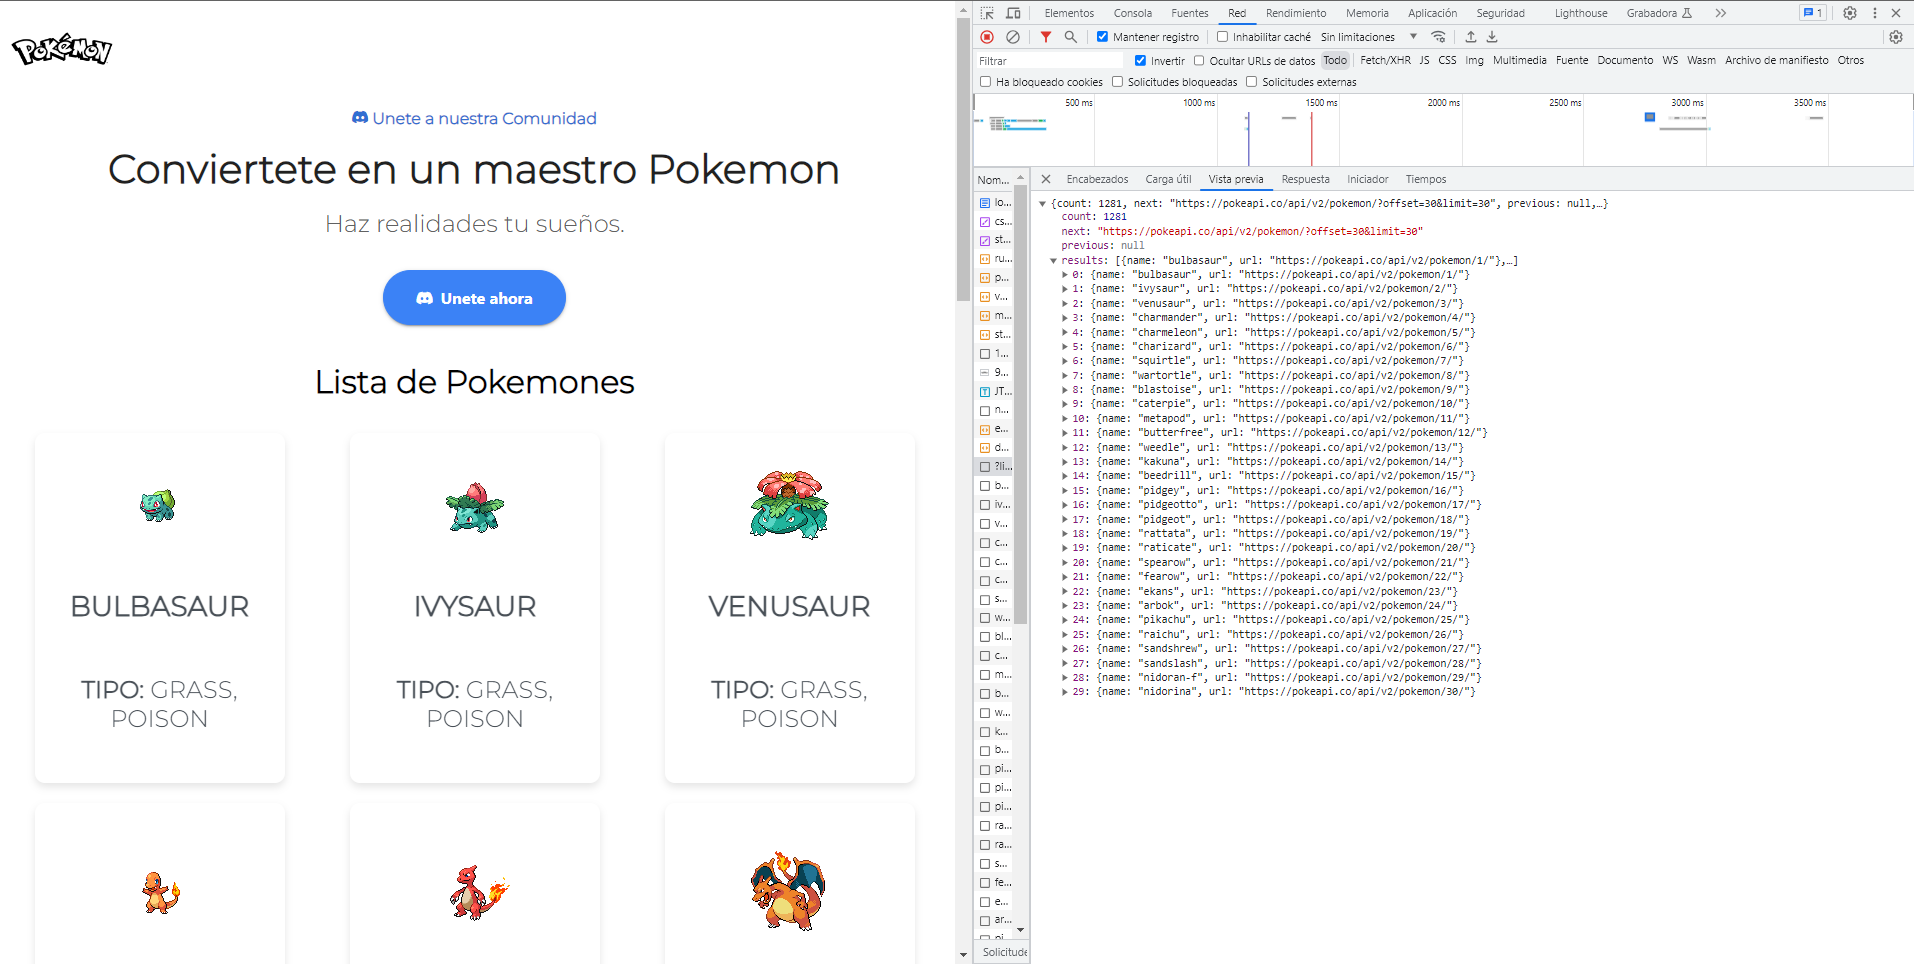 POKéMON
Unete a nuestra Comunidad
Conviertete en un maestro Pokemon
Haz realidades tu sueños.
Unete ahora
Lista de Pokemones
BULBASAUR
TIPO: GRASS,
POISON
IVYSAUR
TIPO: GRASS,
POISON
VENUSAUR
TIPO: GRASS,
POISON
Elementos Consola Fuentes Red Rendimiento Memoria Aplicación Seguridad Lighthouse Grabadora 1
Mantener registro Inhabilitar caché Sin limitaciones
Filtrar Invertir Ocultar URLs de datos Todo Fetch/XHR JS CSS Img Multimedia Fuente Documento WS Wasm Archivo de manifiesto Otros
Ha bloqueado cookies Solicitudes bloqueadas Solicitudes externas
500 ms 1000 ms 1500 ms 2000 ms 2500 ms 3000 ms 3500 ms
Nom...
lo...
cs...
st...
ru...
p...
v...
m...
st...
1...
9...
JT...
n...
e...
d...
?li...
b...
iv...
v...
c...
c...
c...
s...
w...
bl...
c...
m...
b...
w...
k...
b...
pi...
pi...
pi...
ra...
ra...
s...
fe...
e...
ar...
pi...
Solicitude
Encabezados Carga útil Vista previa Respuesta Iniciador Tiempos
{count: 1281, next: "https://pokeapi.co/api/v2/pokemon/?offset=30&limit=30", previous: null,…}
count: 1281
next: "https://pokeapi.co/api/v2/pokemon/?offset=30&limit=30"
previous: null
results: [{name: "bulbasaur", url: "https://pokeapi.co/api/v2/pokemon/1/"},…]
0: {name: "bulbasaur", url: "https://pokeapi.co/api/v2/pokemon/1/"}
1: {name: "ivysaur", url: "https://pokeapi.co/api/v2/pokemon/2/"}
2: {name: "venusaur", url: "https://pokeapi.co/api/v2/pokemon/3/"}
3: {name: "charmander", url: "https://pokeapi.co/api/v2/pokemon/4/"}
4: {name: "charmeleon", url: "https://pokeapi.co/api/v2/pokemon/5/"}
5: {name: "charizard", url: "https://pokeapi.co/api/v2/pokemon/6/"}
6: {name: "squirtle", url: "https://pokeapi.co/api/v2/pokemon/7/"}
7: {name: "wartortle", url: "https://pokeapi.co/api/v2/pokemon/8/"}
8: {name: "blastoise", url: "https://pokeapi.co/api/v2/pokemon/9/"}
9: {name: "caterpie", url: "https://pokeapi.co/api/v2/pokemon/10/"}
10: {name: "metapod", url: "https://pokeapi.co/api/v2/pokemon/11/"}
11: {name: "butterfree", url: "https://pokeapi.co/api/v2/pokemon/12/"}
12: {name: "weedle", url: "https://pokeapi.co/api/v2/pokemon/13/"}
13: {name: "kakuna", url: "https://pokeapi.co/api/v2/pokemon/14/"}
14: {name: "beedrill", url: "https://pokeapi.co/api/v2/pokemon/15/"}
15: {name: "pidgey", url: "https://pokeapi.co/api/v2/pokemon/16/"}
16: {name: "pidgeotto", url: "https://pokeapi.co/api/v2/pokemon/17/"}
17: {name: "pidgeot", url: "https://pokeapi.co/api/v2/pokemon/18/"}
18: {name: "rattata", url: "https://pokeapi.co/api/v2/pokemon/19/"}
19: {name: "raticate", url: "https://pokeapi.co/api/v2/pokemon/20/"}
20: {name: "spearow", url: "https://pokeapi.co/api/v2/pokemon/21/"}
21: {name: "fearow", url: "https://pokeapi.co/api/v2/pokemon/22/"}
22: {name: "ekans", url: "https://pokeapi.co/api/v2/pokemon/23/"}
23: {name: "arbok", url: "https://pokeapi.co/api/v2/pokemon/24/"}
24: {name: "pikachu", url: "https://pokeapi.co/api/v2/pokemon/25/"}
25: {name: "raichu", url: "https://pokeapi.co/api/v2/pokemon/26/"}
26: {name: "sandshrew", url: "https://pokeapi.co/api/v2/pokemon/27/"}
27: {name: "sandslash", url: "https://pokeapi.co/api/v2/pokemon/28/"}
28: {name: "nidoran-f", url: "https://pokeapi.co/api/v2/pokemon/29/"}
29: {name: "nidorina", url: "https://pokeapi.co/api/v2/pokemon/30/"}